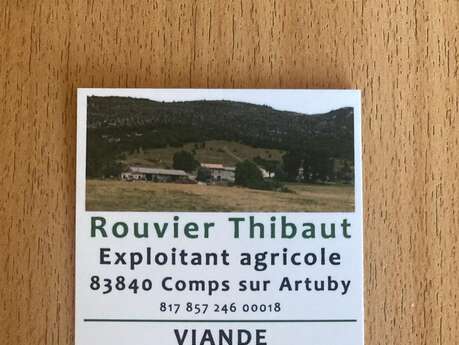 Rouvier Thibaut
Exploitant agricole
83840 Comps sur Artuby
817 857 246 00018
VIANDE